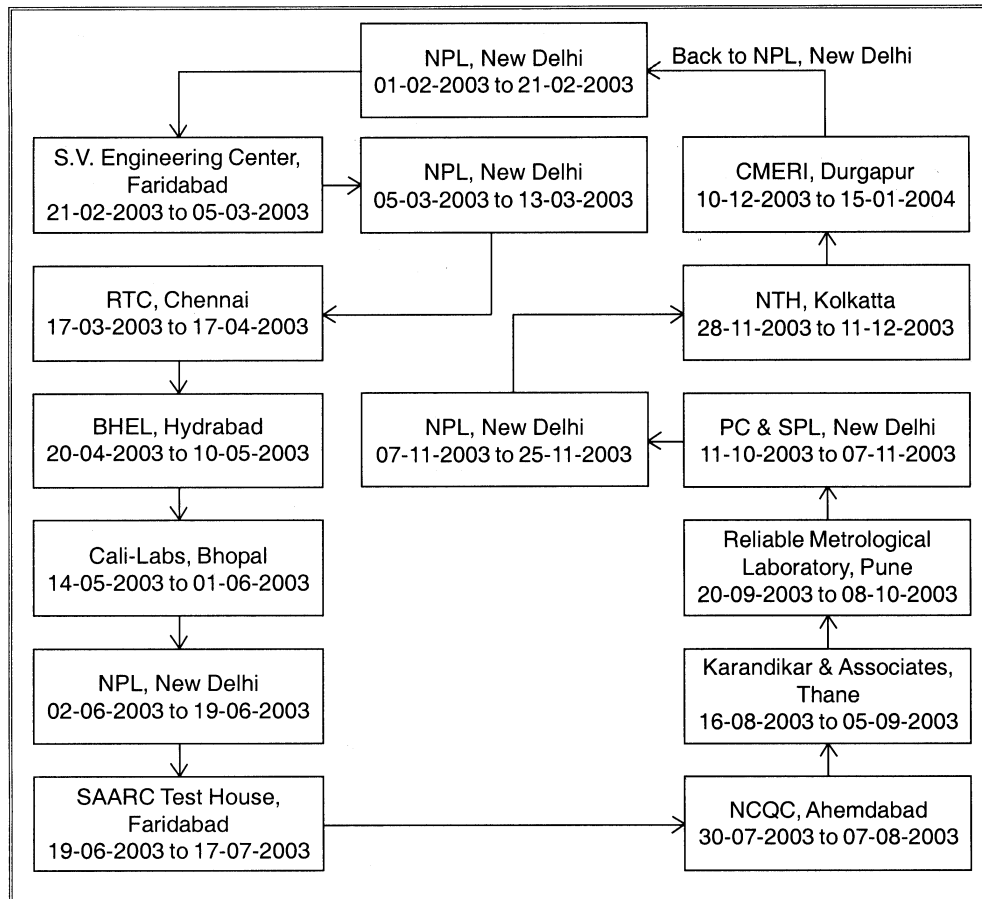 NPL, New Delhi
01-02-2003 to 21-02-2003
Back to NPL, New Delhi
S.V. Engineering Center,
Faridabad
21-02-2003 to 05-03-2003
NPL, New Delhi
05-03-2003 to 13-03-2003
CMERI, Durgapur
10-12-2003 to 15-01-2004
RTC, Chennai
17-03-2003 to 17-04-2003
NTH, Kolkatta
28-11-2003 to 11-12-2003
BHEL, Hydrabad
20-04-2003 to 10-05-2003
NPL, New Delhi
07-11-2003 to 25-11-2003
PC & SPL, New Delhi
11-10-2003 to 07-11-2003
Cali-Labs, Bhopal
14-05-2003 to 01-06-2003
Reliable Metrological
Laboratory, Pune
20-09-2003 to 08-10-2003
NPL, New Delhi
02-06-2003 to 19-06-2003
Karandikar & Associates,
Thane
16-08-2003 to 05-09-2003
SAARC Test House,
Faridabad
19-06-2003 to 17-07-2003
NCQC, Ahemdabad
30-07-2003 to 07-08-2003